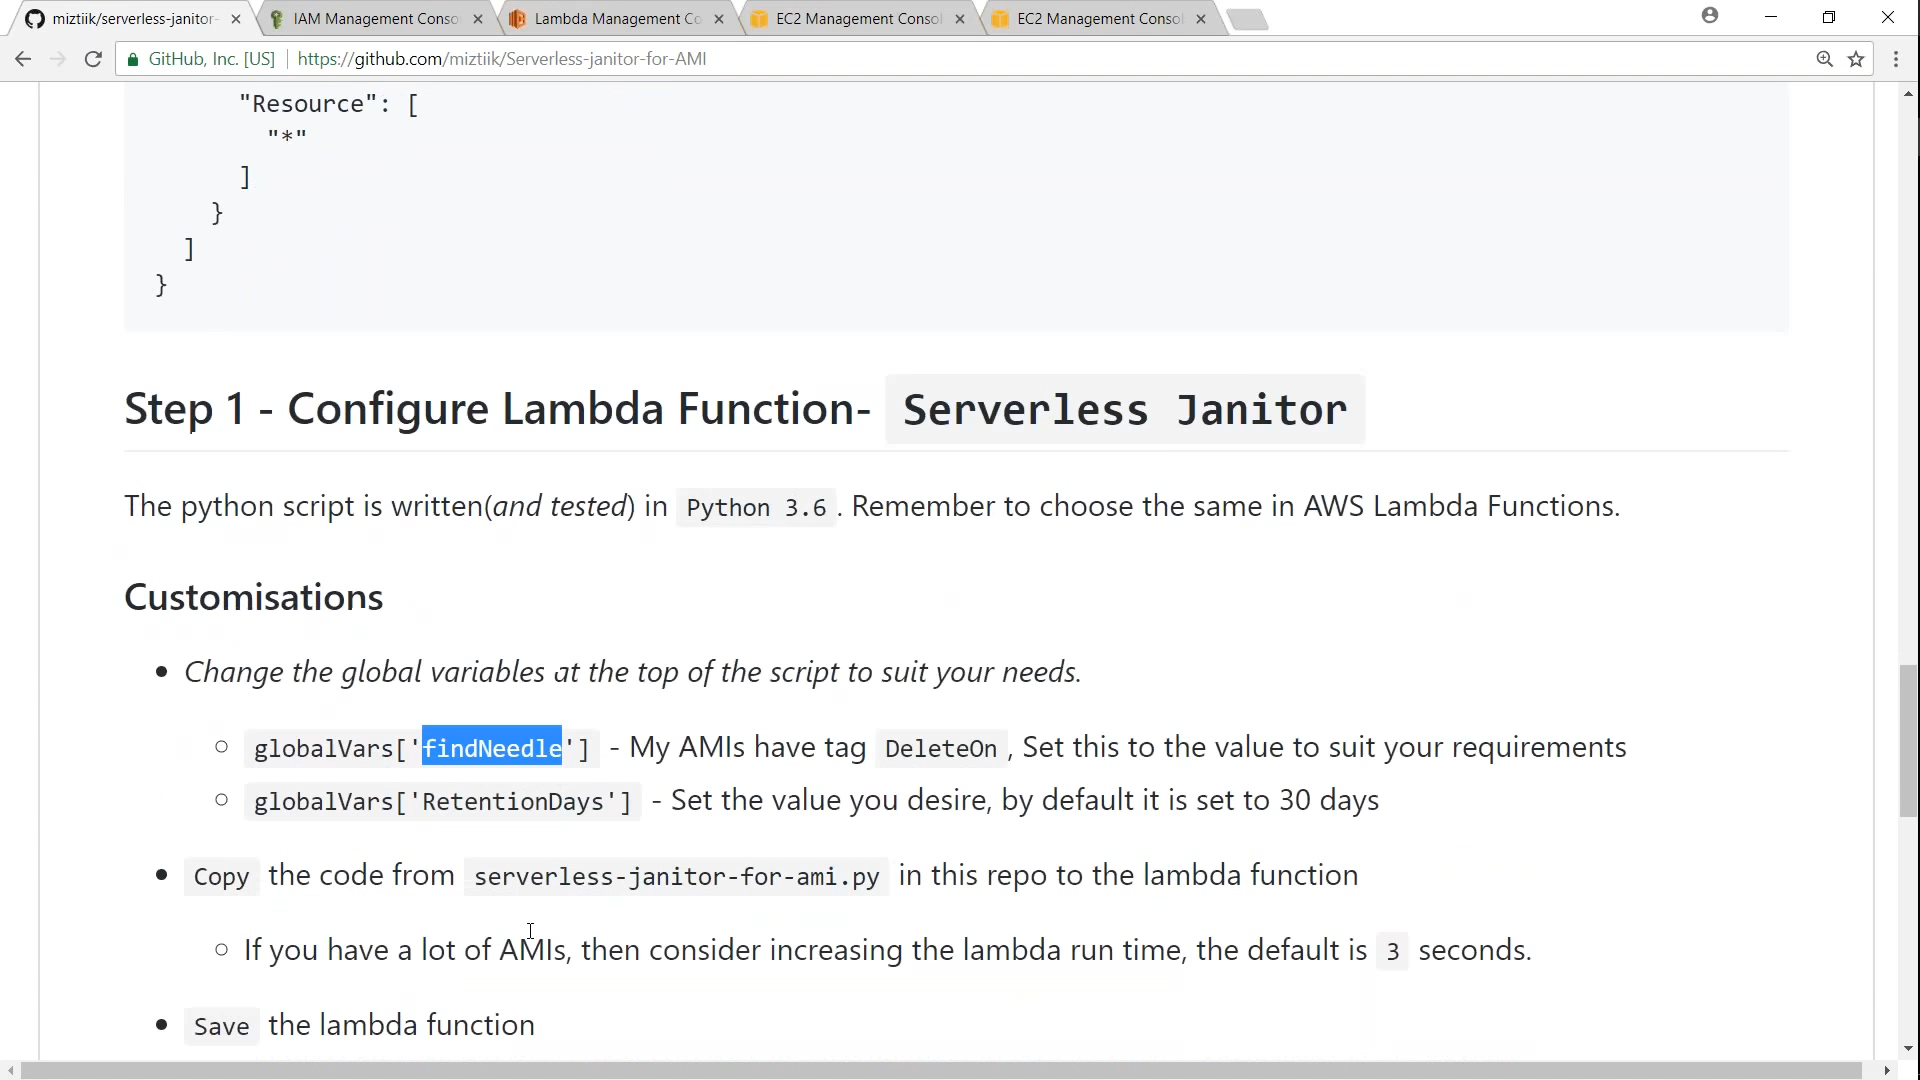 miztiik/serverless-janitor-
IAM Management Conso
Lambda Management Co
EC2 Management Consol
EC2 Management Consol
GitHub, Inc. [US]
https://github.com/miztiik/Serverless-janitor-for-AMI
"Resource": [
"*"
]
}
]
}
Step 1 - Configure Lambda Function- Serverless Janitor
The python script is written(and tested) in Python 3.6. Remember to choose the same in AWS Lambda Functions.
Customisations
Change the global variables at the top of the script to suit your needs.
globalVars['findNeedle'] - My AMIs have tag DeleteOn, Set this to the value to suit your requirements
globalVars['RetentionDays'] - Set the value you desire, by default it is set to 30 days
Copy the code from serverless-janitor-for-ami.py in this repo to the lambda function
If you have a lot of AMIs, then consider increasing the lambda run time, the default is 3 seconds.
Save the lambda function